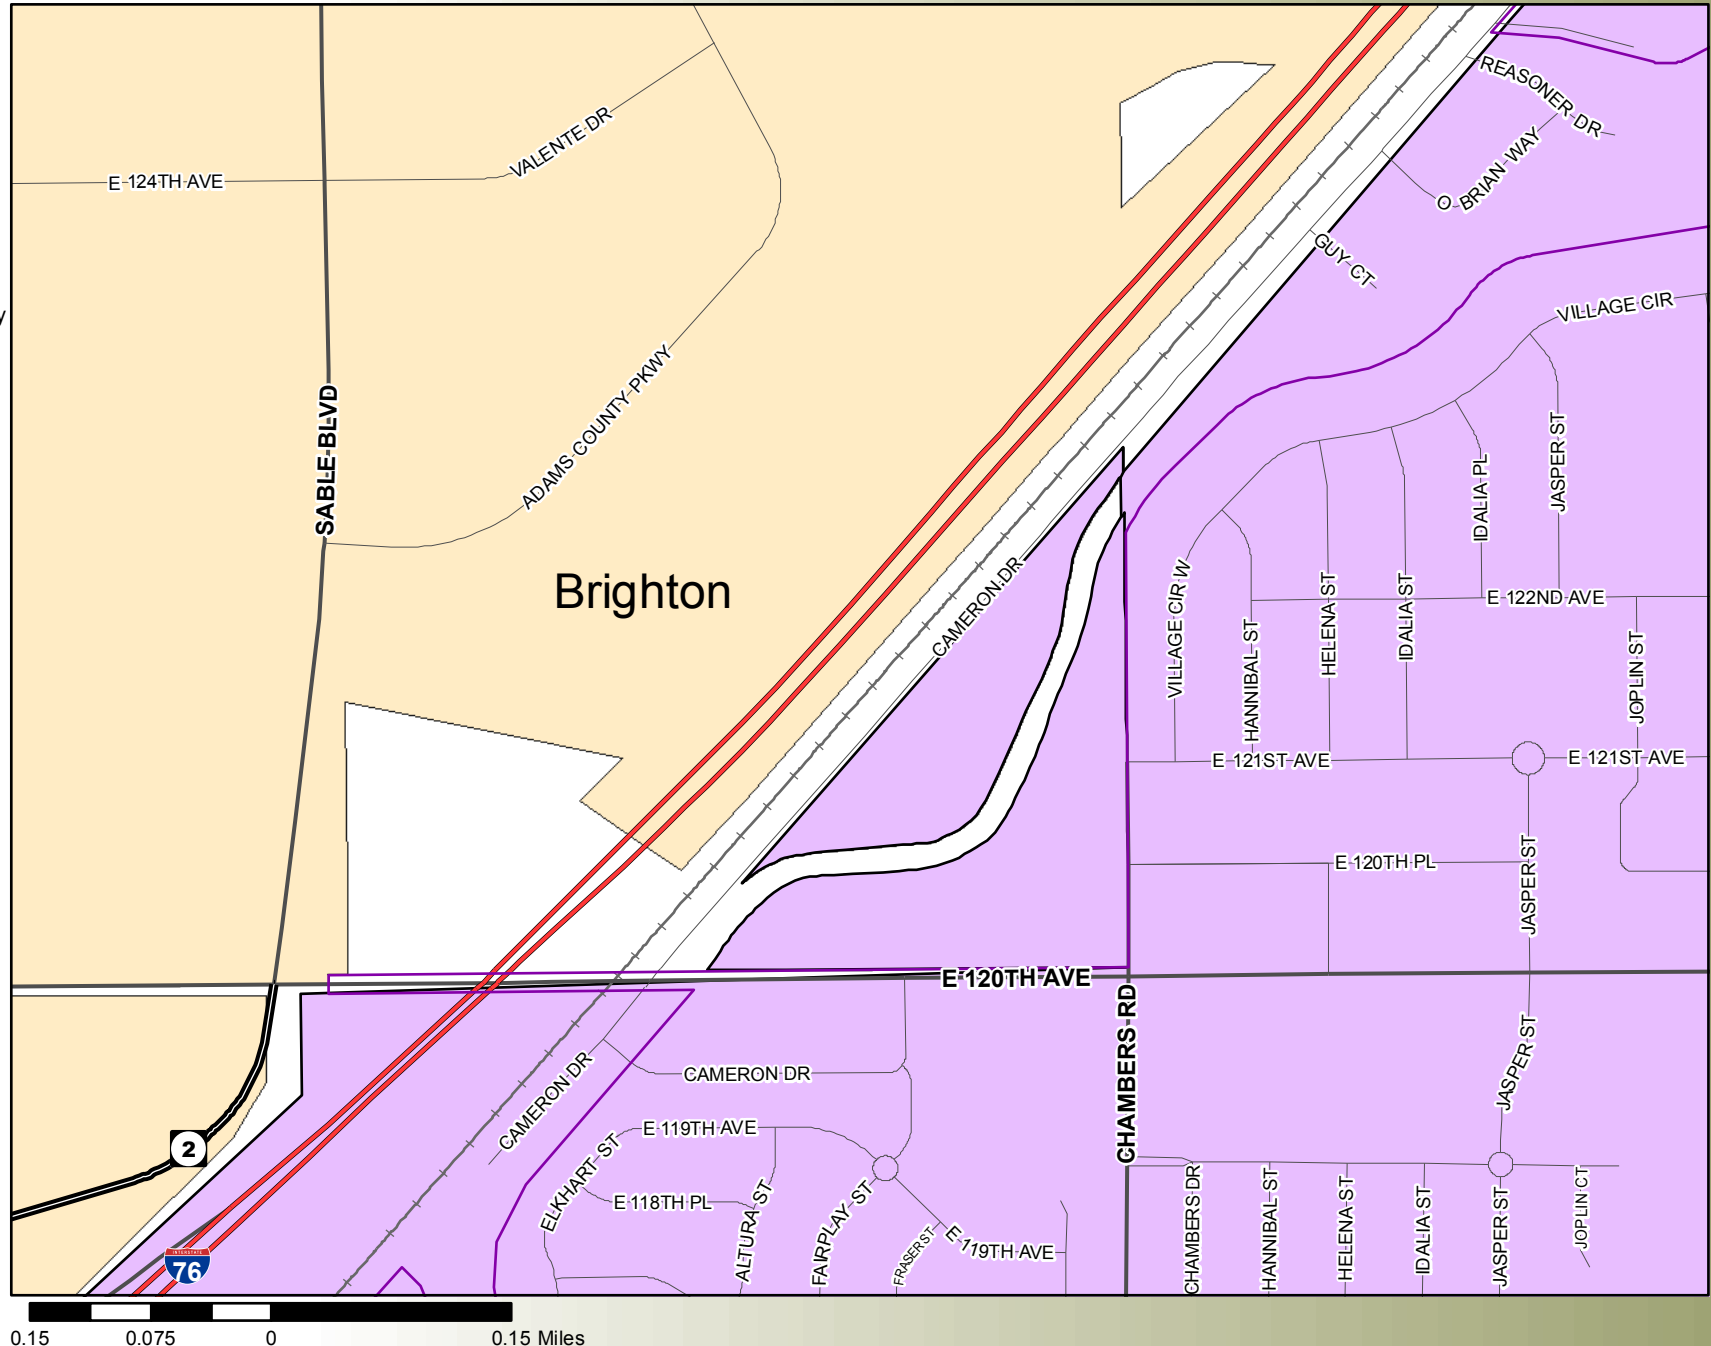 REASONER DR
E 124TH AVE
VALENTE DR
O BRIAN WAY
GUY CT
VILLAGE CIR
y
SABLE BLVD
ADAMS COUNTY PKWY
Brighton
CAMERON DR
IDALIA PL
JASPER ST
VILLAGE CIR W
HANNIBAL ST
HELENA ST
IDALIA ST
E 122ND AVE
JOPLIN ST
E 121ST AVE
E 121ST AVE
E 120TH PL
JASPER ST
E 120TH AVE
CHAMBERS RD
JASPER ST
CAMERON DR
CAMERON DR
E 119TH AVE
ELKHART ST
E 118TH PL
ALTURA ST
FAIRPLAY ST
FRASER ST
E 119TH AVE
CHAMBERS DR
HANNIBAL ST
HELENA ST
IDALIA ST
JASPER ST
JOPLIN CT
2
INTERSTATE
76
0.15 0.075 0 0.15 Miles